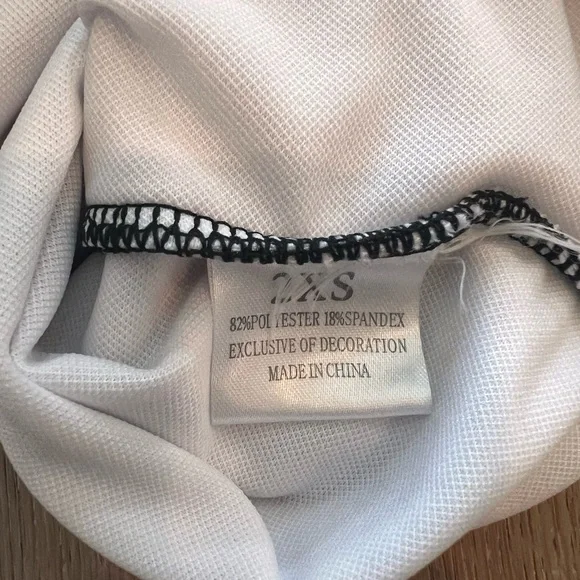 2XS
82%POLYESTER 18%SPANDEX
EXCLUSIVE OF DECORATION
MADE IN CHINA